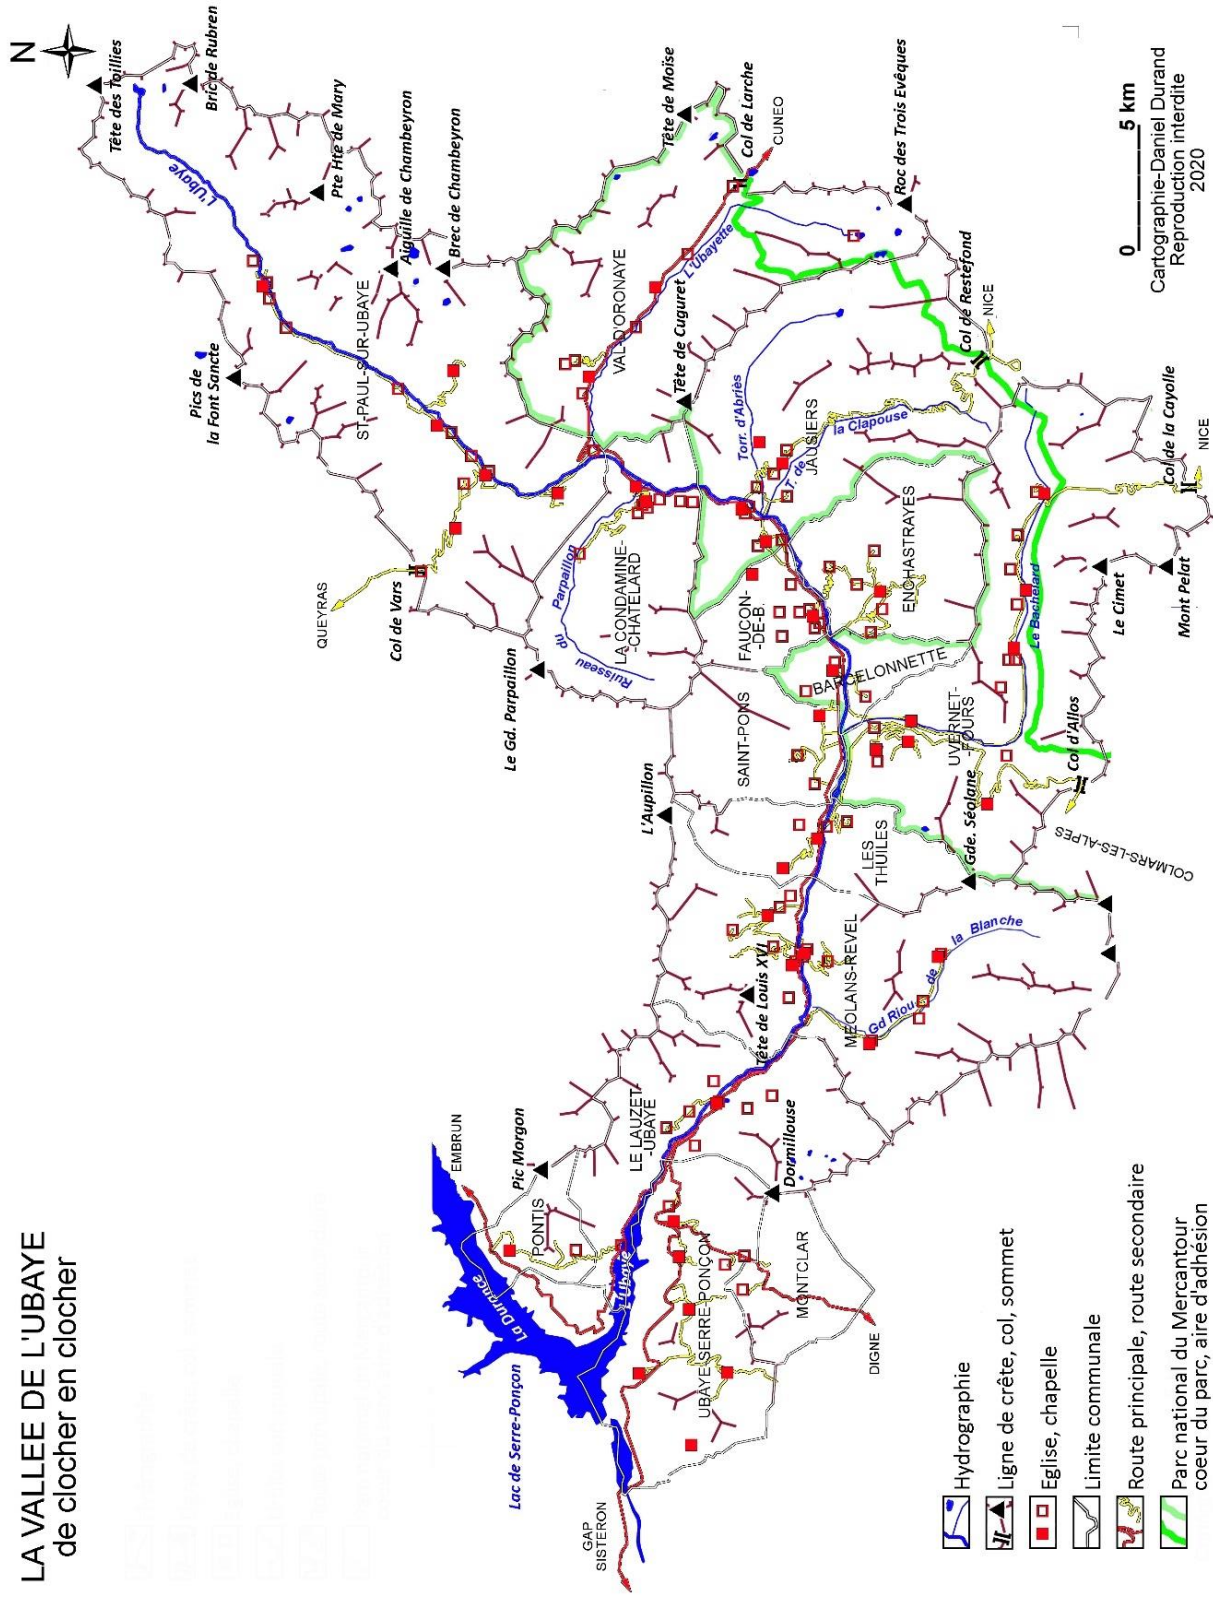 LA VALLEE DE L'UBAYE
de clocher en clocher
N
Tête des Toillies
Bric de Rubren
L'Ubaye
Pte Hte de Mary
Aiguille de Chambeyron
Brec de Chambeyron
Pics de
la Font Sancte
ST-PAUL-SUR-UBAYE
Tête de Moïse
Col de Larche
CUNEO
Roc des Trois Evêques
L'Ubayette
VAL-D'ORONAYE
Tête de Cuguret
Col de Restefond
NICE
QUEYRAS
Col de Vars
Torr. d'Abriès
JAUSIERS
T. de
la Clapouse
Col de la Cayolle
NICE
Le Gd. Parpaillon
Ruisseau
du
Parpaillon
LA CONDAMINE-
-CHATELARD
FAUCON-
-DE-B.
ENCHASTRAYES
Le Bachelard
Le Cimet
Mont Pelat
BARCELONNETTE
SAINT-PONS
UVERNET-
-FOURS
Col d'Allos
L'Aupillon
Gde. Séolane
LES
THUILES
COLMARS-LES-ALPES
Tête de Louis XVI
MEOLANS-REVEL
Gd Riou
de
la Blanche
EMBRUN
Pic Morgon
LE LAUZET-
-UBAYE
Dormillouse
PONTIS
La Durance
L'Ubaye
Lac de Serre-Ponçon
UBAYE-SERRE-PONÇON
MONTCLAR
DIGNE
GAP
SISTERON
Hydrographie
Ligne de crête, col, sommet
Eglise, chapelle
Limite communale
Route principale, route secondaire
Parc national du Mercantour
coeur du parc, aire d'adhésion
0 5 km
Cartographie-Daniel Durand
Reproduction interdite
2020